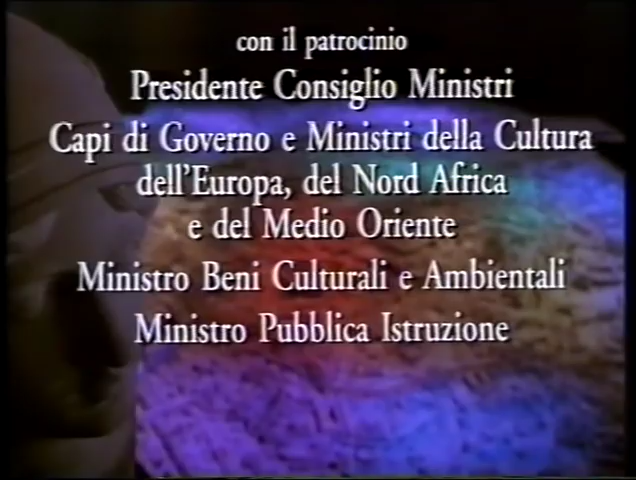 con il patrocinio
Presidente Consiglio Ministri
Capi di Governo e Ministri della Cultura
dell'Europa, del Nord Africa
e del Medio Oriente
Ministro Beni Culturali e Ambientali
Ministro Pubblica Istruzione